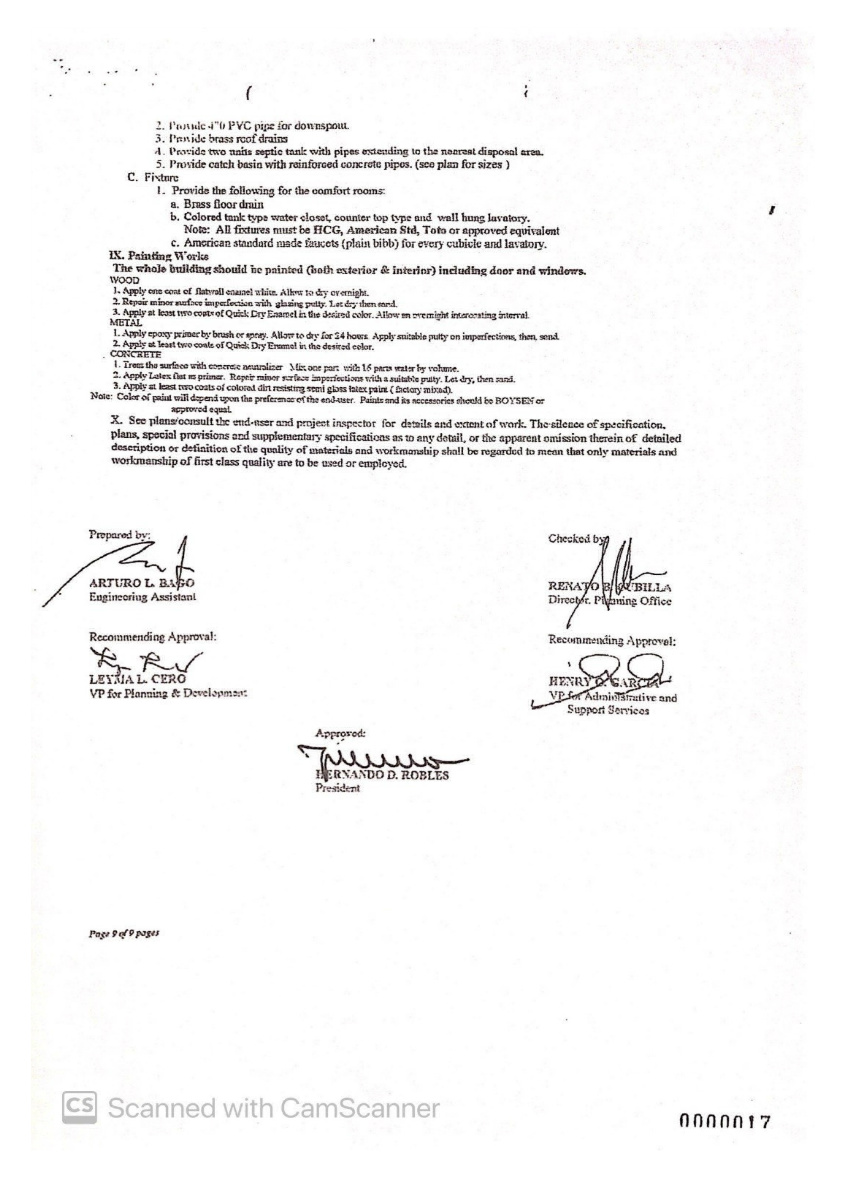 2. Provide 4"0 PVC pipe for downspout.
3. Provide brass roof drains
4. Provide two units septic tank with pipes extending to the nearest disposal area.
5. Provide catch basin with reinforced concrete pipes. (see plan for sizes )
C. Fixture
1. Provide the following for the comfort rooms:
a. Brass floor drain
b. Colored tank type water closet, counter top type and wall hung lavatory.
Note: All fixtures must be HCG, American Std, Toto or approved equivalent
c. American standard made faucets (plain bibb) for every cubicle and lavatory.
IX. Painting Works
The whole building should be painted (both exterior & interior) including door and windows.
WOOD
1. Apply one coat of flatwall enamel white. Allow to dry overnight.
2. Repair minor surface imperfection with glazing putty. Let dry then sand.
3. Apply at least two coats of Quick Dry Enamel in the desired color. Allow an overnight intercoating interval.
METAL
1. Apply epoxy primer by brush or spray. Allow to dry for 24 hours. Apply suitable putty on imperfections, then, sand.
2. Apply at least two coats of Quick Dry Enamel in the desired color.
CONCRETE
1. Treat the surface with concrete neutralizer Mix one part with 16 parts water by volume.
2. Apply Latex flat as primer. Repair minor surface imperfections with a suitable putty. Let dry, then sand.
3. Apply at least two coats of colored dirt resisting semi gloss latex paint ( factory mixed).
Note: Color of paint will depend upon the preference of the end-user. Paints and its accessories should be BOYSEN or
approved equal.
X. See plans/consult the end-user and project inspector for details and extent of work. The silence of specification,
plans, special provisions and supplementary specifications as to any detail, or the apparent omission therein of detailed
description or definition of the quality of materials and workmanship shall be regarded to mean that only materials and
workmanship of first class quality are to be used or employed.
Prepared by:
Checked by:
ARTURO L.
Engineering Assistant
RENATO B.
Director, Planning Office
Recommending Approval:
Recommending Approval:
LEYMA L. CERO
VP for Planning & Development
HENRY GARCIA
VP for Administrative and
Support Services
Approved:
HERNANDO D. ROBLES
President
Page 9 of 9 pages
CS Scanned with CamScanner
0000017